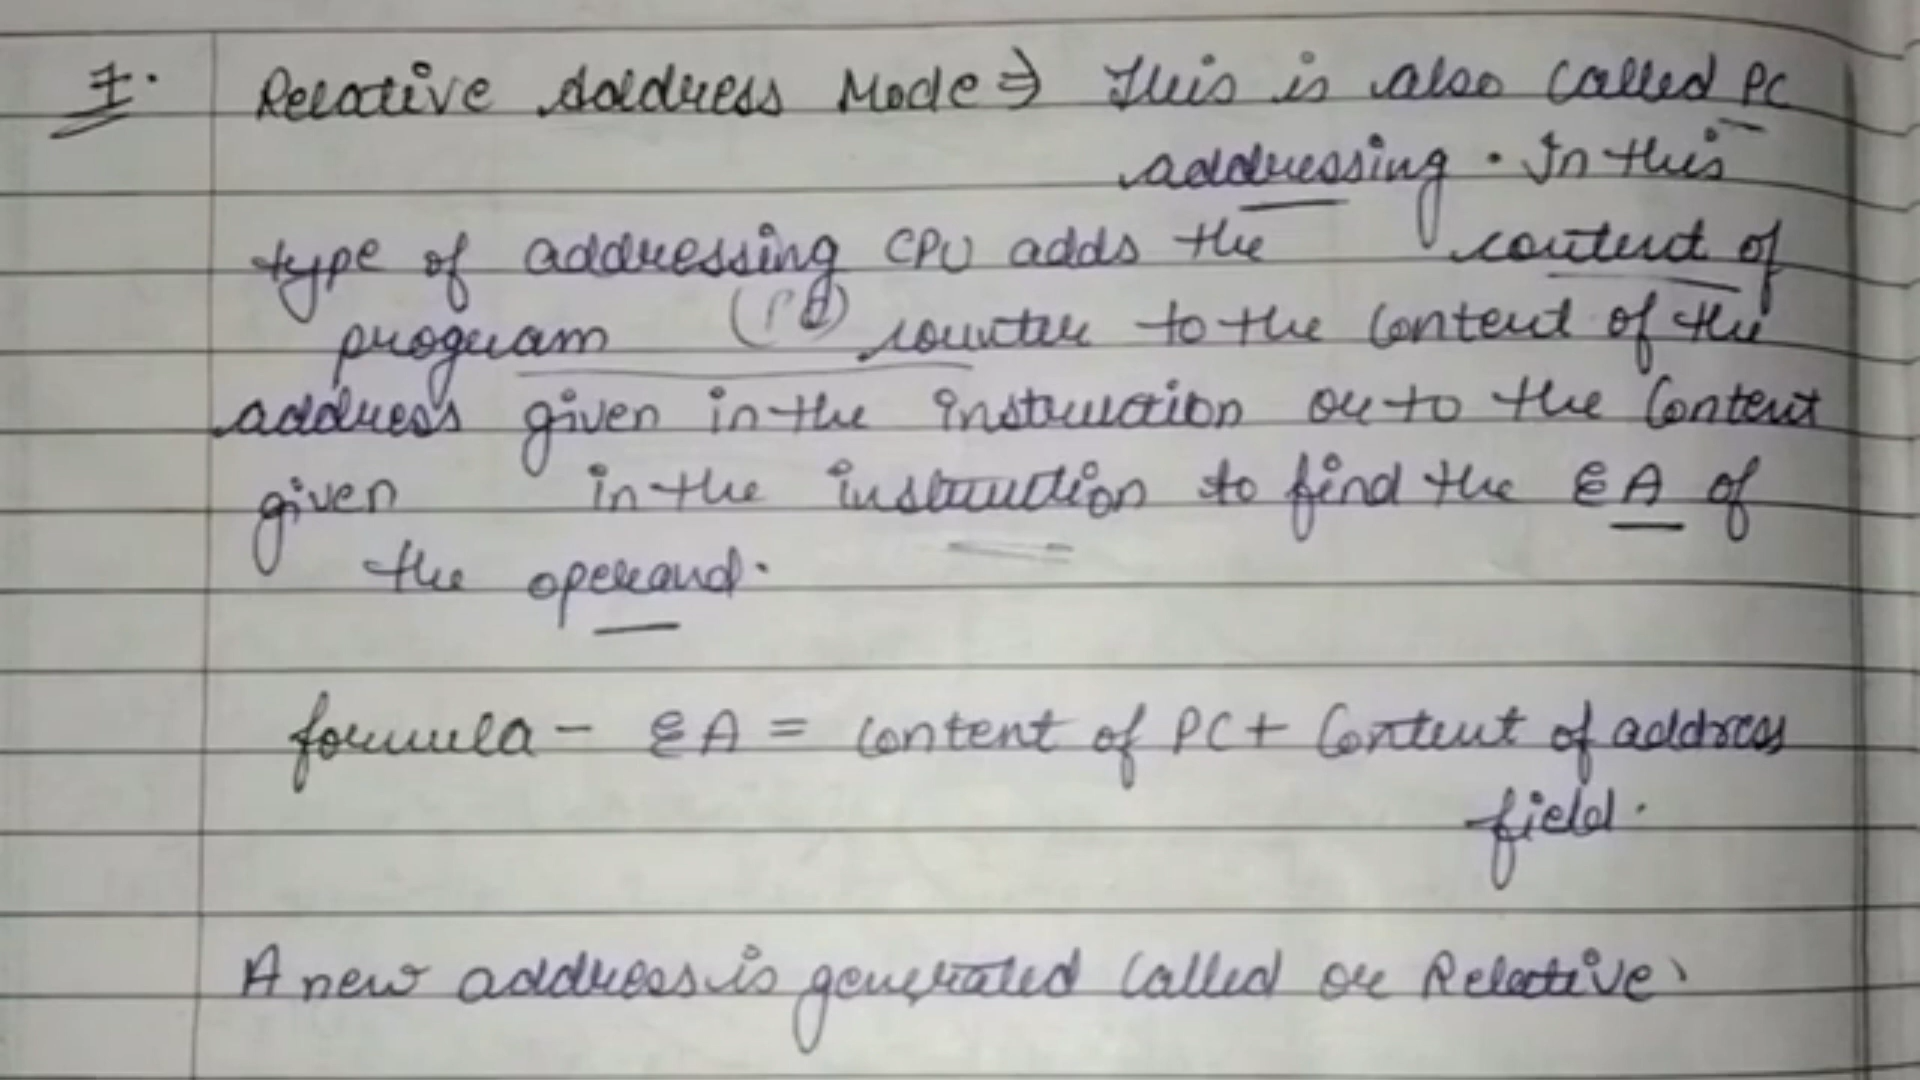 7. Relative Address Mode ⇒ This is also called PC
addressing. In this
type of addressing CPU adds the content of
program counter to the content of the
address given in the instruction or to the content
given in the instruction to find the EA of
the operand.
formula - EA = content of PC + Content of address
field.
A new address is generated called or Relative.